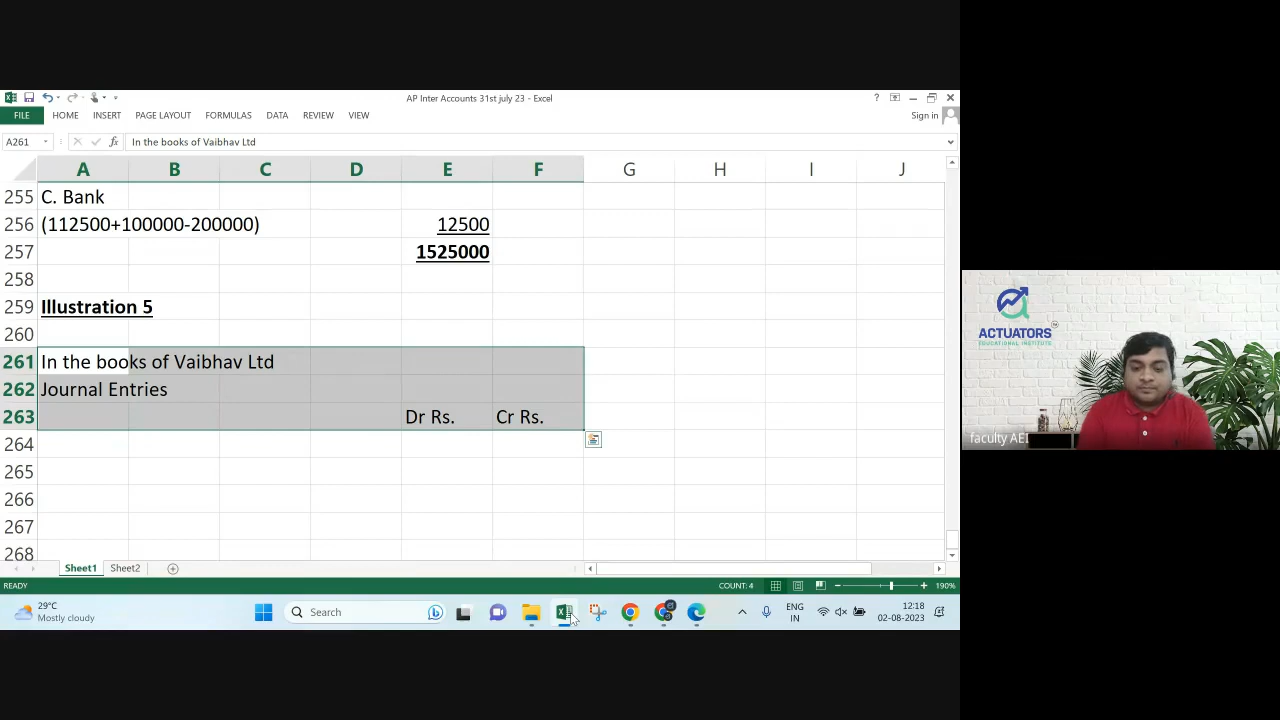 AP Inter Accounts 31st july 23 - Excel
?
FILE HOME INSERT PAGE LAYOUT FORMULAS DATA REVIEW VIEW Sign in
A261 fx In the books of Vaibhav Ltd
A B C D E F G H I J
255 C. Bank
256 (112500+100000-200000) 12500
257 1525000
258
259 Illustration 5
260
261 In the books of Vaibhav Ltd
262 Journal Entries
263 Dr Rs. Cr Rs.
264
265
266
267
268
Sheet1 Sheet2
READY COUNT: 4 190%
29°C
Mostly cloudy
Search
ENG
IN
12:18
02-08-2023
ACTUATORS
EDUCATIONAL INSTITUTE
TM
faculty AEI